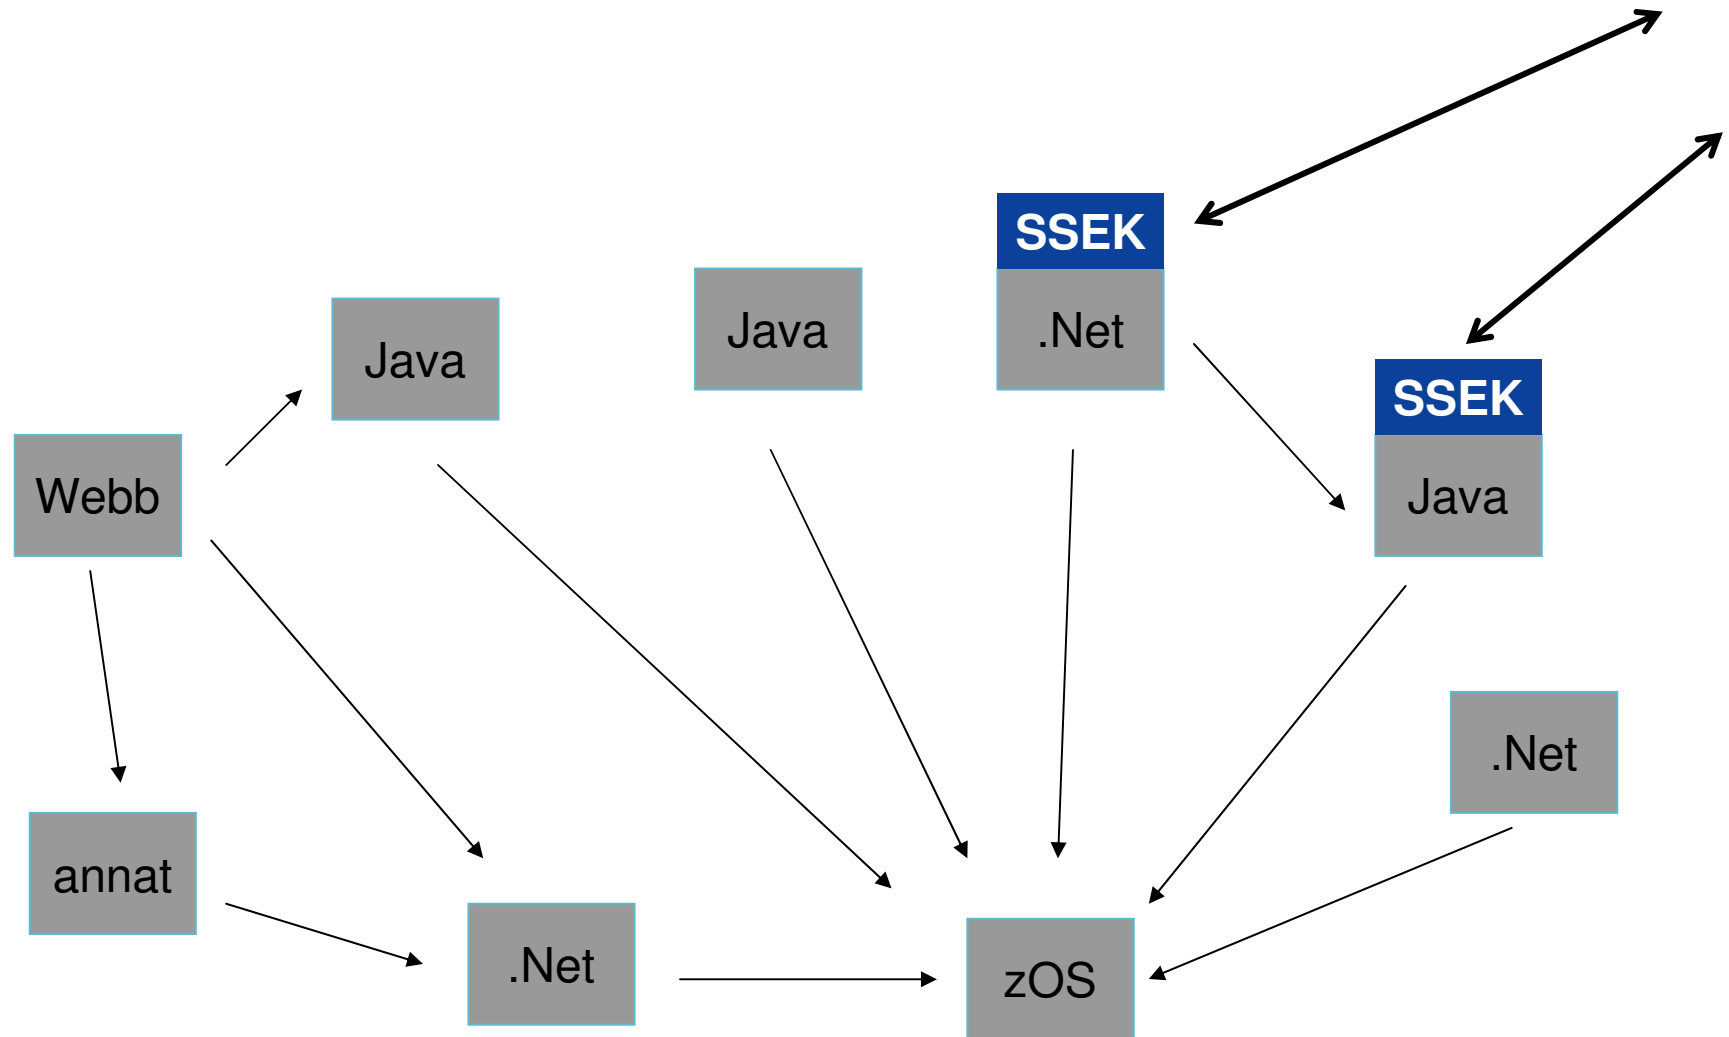 SSEK
.Net
Java
Java
SSEK
Java
Webb
.Net
annat
.Net
zOS